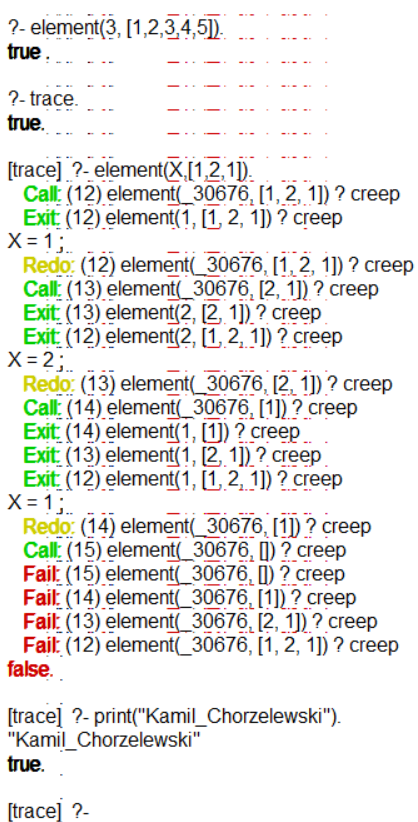 ?- element(3, [1,2,3,4,5]).
true .
?- trace.
true.
[trace]  ?- element(X,[1,2,1]).
Call: (12) element(_30676, [1, 2, 1]) ? creep
Exit: (12) element(1, [1, 2, 1]) ? creep
X = 1 ;
Redo: (12) element(_30676, [1, 2, 1]) ? creep
Call: (13) element(_30676, [2, 1]) ? creep
Exit: (13) element(2, [2, 1]) ? creep
Exit: (12) element(2, [1, 2, 1]) ? creep
X = 2 ;
Redo: (13) element(_30676, [2, 1]) ? creep
Call: (14) element(_30676, [1]) ? creep
Exit: (14) element(1, [1]) ? creep
Exit: (13) element(1, [2, 1]) ? creep
Exit: (12) element(1, [1, 2, 1]) ? creep
X = 1 ;
Redo: (14) element(_30676, [1]) ? creep
Call: (15) element(_30676, []) ? creep
Fail: (15) element(_30676, []) ? creep
Fail: (14) element(_30676, [1]) ? creep
Fail: (13) element(_30676, [2, 1]) ? creep
Fail: (12) element(_30676, [1, 2, 1]) ? creep
false.
[trace]  ?- print("Kamil_Chorzelewski").
"Kamil_Chorzelewski"
true.
[trace]  ?-